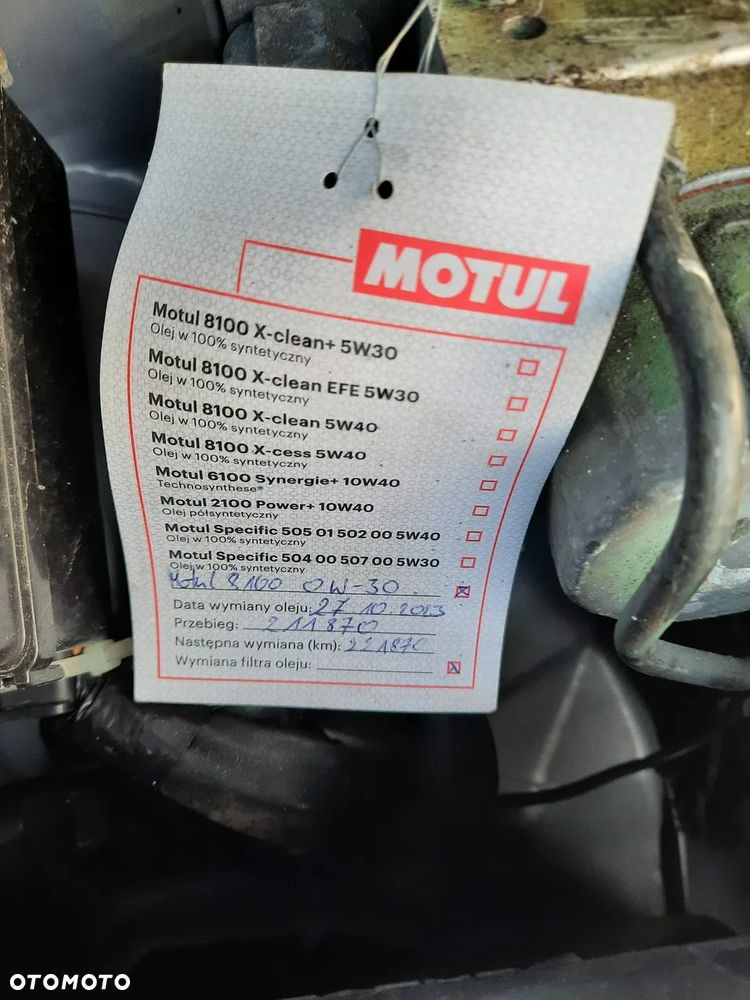 MOTUL
Motul 8100 X-clean+ 5W30
Olej w 100% syntetyczny
Motul 8100 X-clean EFE 5W30
Olej w 100% syntetyczny
Motul 8100 X-clean 5W40
Olej w 100% syntetyczny
Motul 8100 X-cess 5W40
Olej w 100% syntetyczny
Motul 6100 Synergie+ 10W40
Technosynthese®
Motul 2100 Power+ 10W40
Olej półsyntetyczny
Motul Specific 505 01 502 00 5W40
Olej w 100% syntetyczny
Motul Specific 504 00 507 00 5W30
Olej w 100% syntetyczny
Motul 8100 0W-30
Data wymiany oleju: 27.10.2023
Przebieg: 211870
Następna wymiana (km): 221870
Wymiana filtra oleju:
OTOMOTO